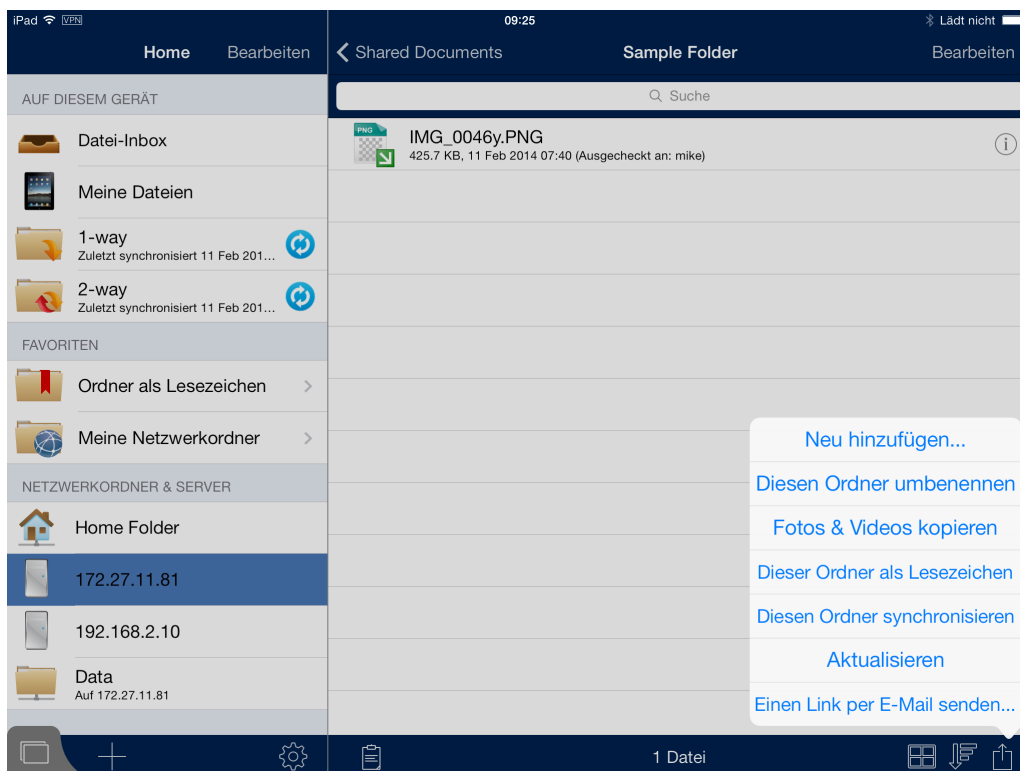 iPad VPN 09:25 Lädt nicht
Home Bearbeiten
Shared Documents Sample Folder Bearbeiten
AUF DIESEM GERÄT
Suche
Datei-Inbox
PNG
IMG_0046y.PNG
425.7 KB, 11 Feb 2014 07:40 (Ausgecheckt an: mike)
Meine Dateien
1-way
Zuletzt synchronisiert 11 Feb 201...
2-way
Zuletzt synchronisiert 11 Feb 201...
FAVORITEN
Ordner als Lesezeichen
Meine Netzwerkordner
NETZWERKORDNER & SERVER
Home Folder
172.27.11.81
192.168.2.10
Data
Auf 172.27.11.81
Neu hinzufügen...
Diesen Ordner umbenennen
Fotos & Videos kopieren
Dieser Ordner als Lesezeichen
Diesen Ordner synchronisieren
Aktualisieren
Einen Link per E-Mail senden...
1 Datei